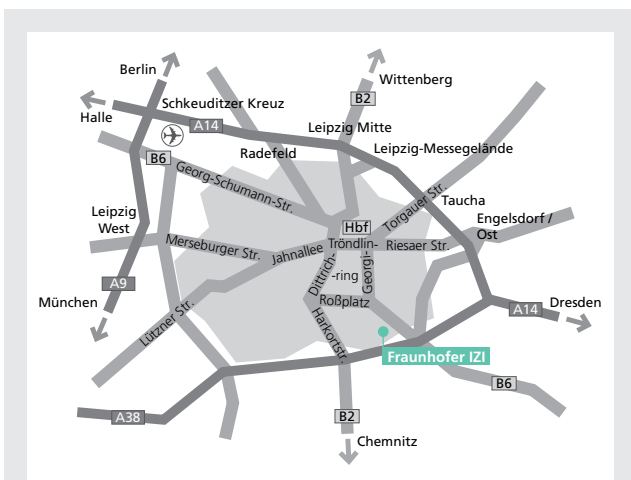 Berlin
Wittenberg
B2
Halle
Schkeuditzer Kreuz
A14
Leipzig Mitte
Radefeld
Leipzig-Messegelände
B6
Georg-Schumann-Str.
Torgauer Str.
Taucha
Leipzig
West
Hbf
Engelsdorf /
Ost
Merseburger Str.
Jahnallee
Tröndlin-
Riesaer Str.
Dittrich-
-ring
Georgi-
A9
Roßplatz
München
A14
Dresden
Lützner Str.
Harkortstr.
Fraunhofer IZI
B6
A38
B2
Chemnitz